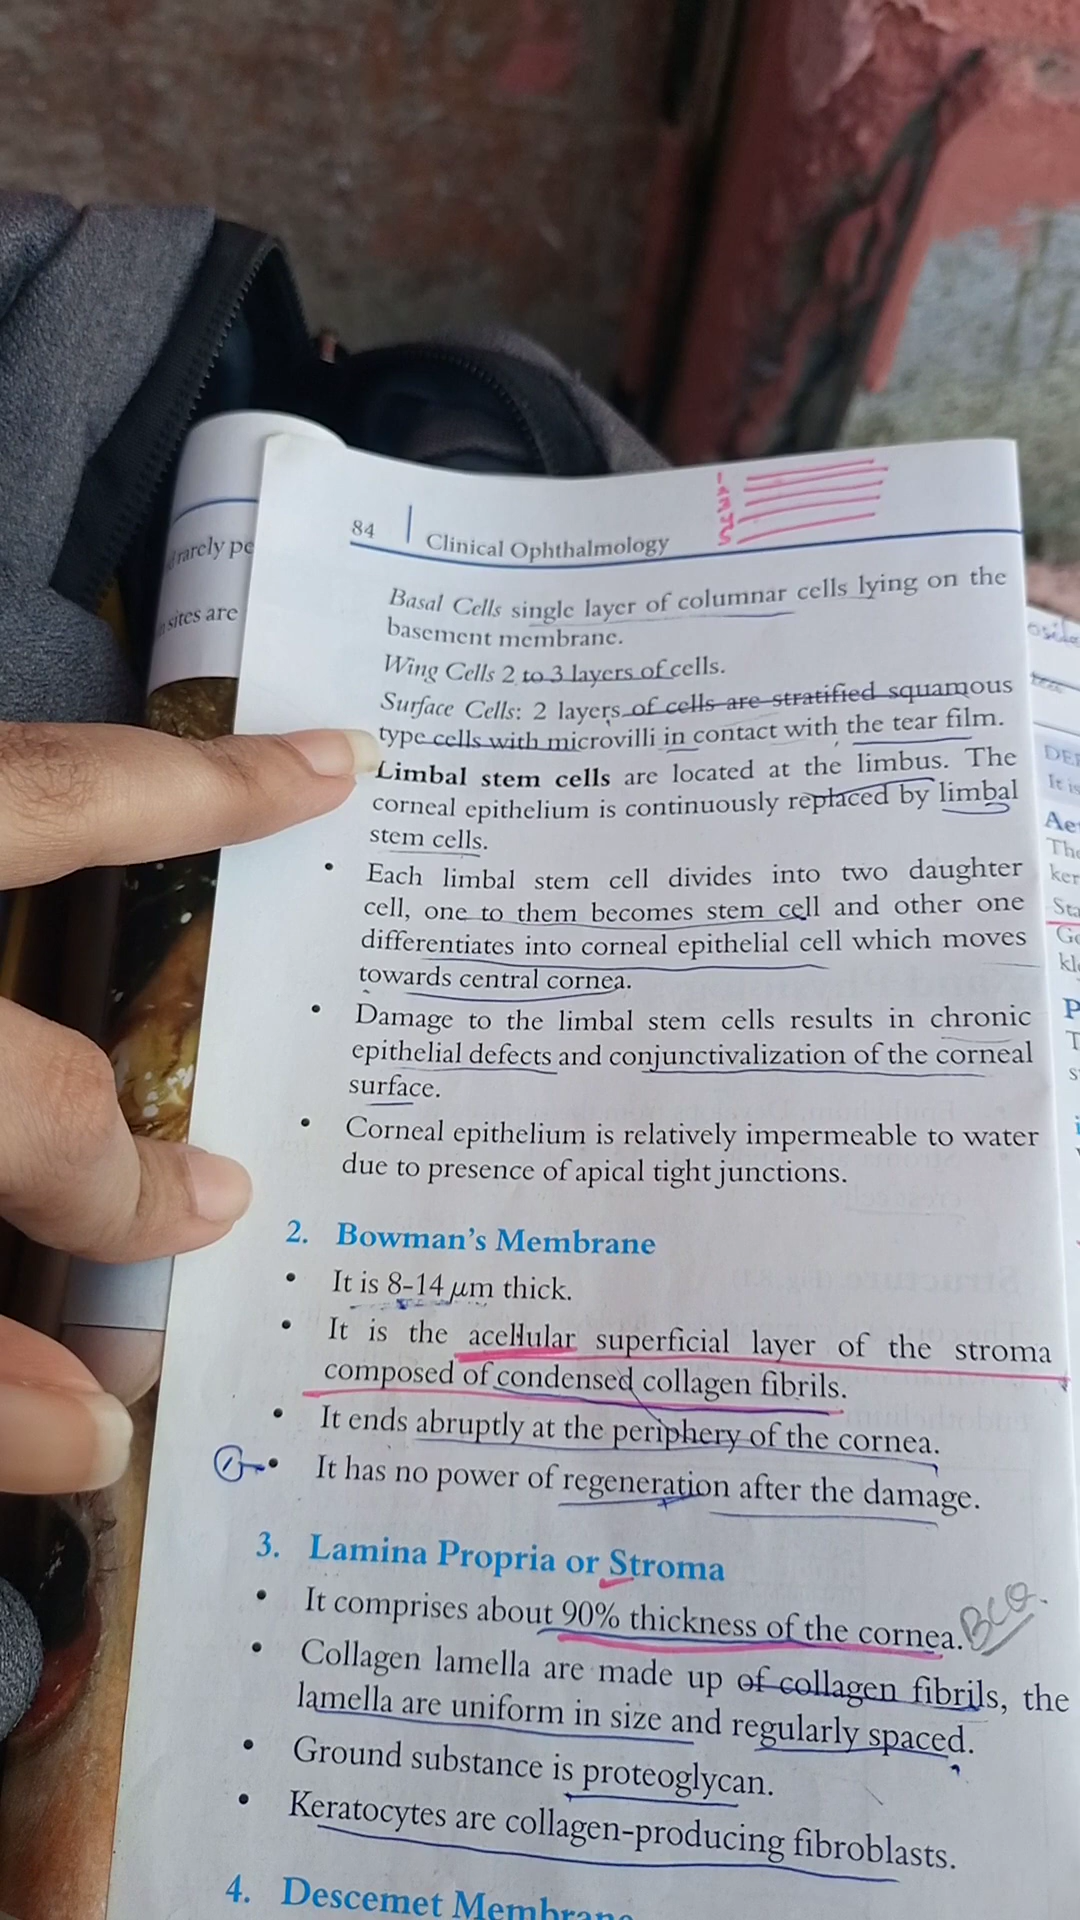 84 | Clinical Ophthalmology
Basal Cells single layer of columnar cells lying on the
basement membrane.
Wing Cells 2 to 3 layers of cells.
Surface Cells: 2 layers of cells are stratified squamous
type cells with microvilli in contact with the tear film.
Limbal stem cells are located at the limbus. The
corneal epithelium is continuously replaced by limbal
stem cells.
• Each limbal stem cell divides into two daughter
cell, one to them becomes stem cell and other one
differentiates into corneal epithelial cell which moves
towards central cornea.
• Damage to the limbal stem cells results in chronic
epithelial defects and conjunctivalization of the corneal
surface.
• Corneal epithelium is relatively impermeable to water
due to presence of apical tight junctions.
2. Bowman's Membrane
• It is 8-14 μm thick.
• It is the acellular superficial layer of the stroma
composed of condensed collagen fibrils.
• It ends abruptly at the periphery of the cornea.
• It has no power of regeneration after the damage.
3. Lamina Propria or Stroma
• It comprises about 90% thickness of the cornea. BCQ
• Collagen lamella are made up of collagen fibrils, the
lamella are uniform in size and regularly spaced.
• Ground substance is proteoglycan.
• Keratocytes are collagen-producing fibroblasts.
4. Descemet Membrane
rarely pe
sites are
It is
The
ker